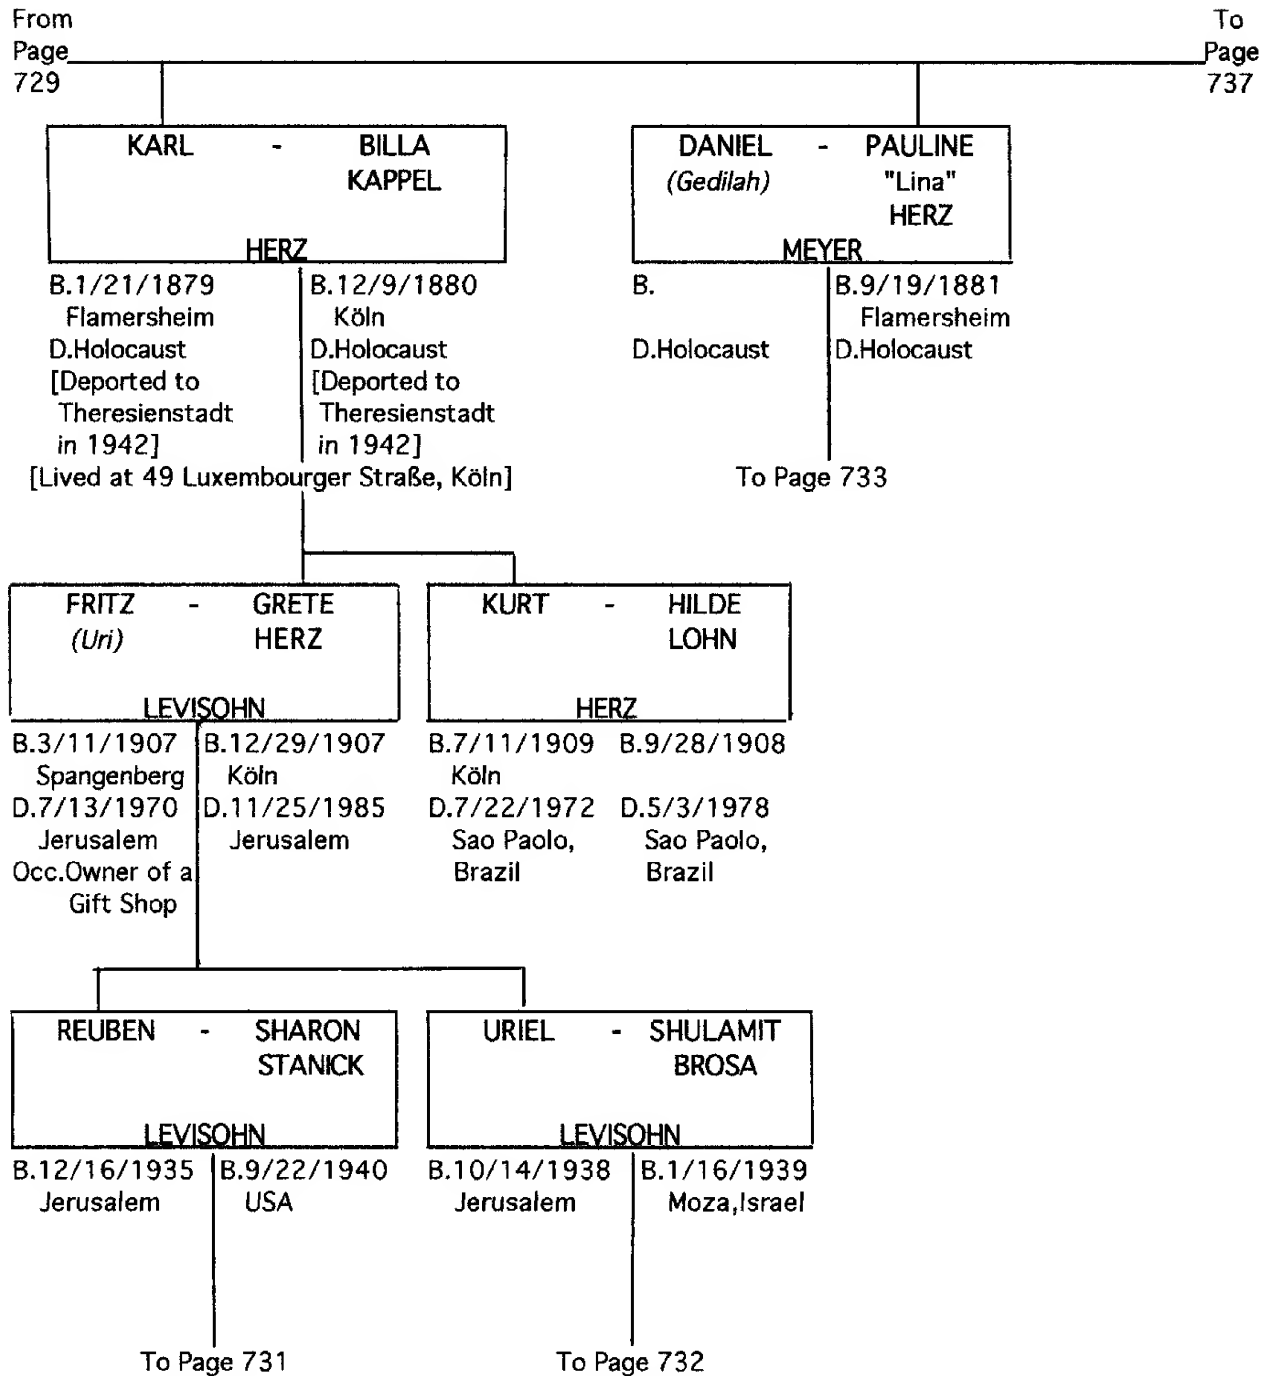 From
Page
729
To
Page
737
KARL - BILLA
KAPPEL
HERZ
B.1/21/1879
Flamersheim
D.Holocaust
[Deported to
Theresienstadt
in 1942]
B.12/9/1880
Köln
D.Holocaust
[Deported to
Theresienstadt
in 1942]
[Lived at 49 Luxembourger Straße, Köln]
DANIEL - PAULINE
(Gedilah) "Lina"
HERZ
MEYER
B.
D.Holocaust
B.9/19/1881
Flamersheim
D.Holocaust
To Page 733
FRITZ - GRETE
(Uri) HERZ
LEVISOHN
B.3/11/1907
Spangenberg
D.7/13/1970
Jerusalem
Occ.Owner of a
Gift Shop
B.12/29/1907
Köln
D.11/25/1985
Jerusalem
KURT - HILDE
LOHN
HERZ
B.7/11/1909
Köln
D.7/22/1972
Sao Paolo,
Brazil
B.9/28/1908
D.5/3/1978
Sao Paolo,
Brazil
REUBEN - SHARON
STANICK
LEVISOHN
B.12/16/1935
Jerusalem
B.9/22/1940
USA
To Page 731
URIEL - SHULAMIT
BROSA
LEVISOHN
B.10/14/1938
Jerusalem
B.1/16/1939
Moza,Israel
To Page 732